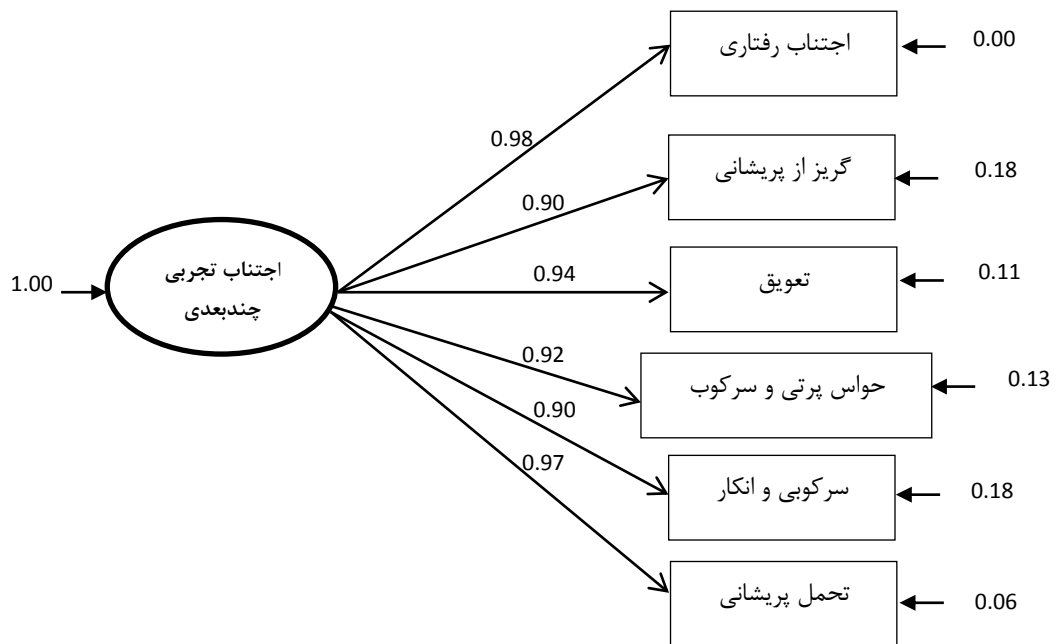 اجتناب رفتاری
0.00
0.98
گریز از پریشانی
0.18
0.90
اجتناب تجربی
چندبعدی
1.00
0.94
تعویق
0.11
0.92
حواس پرتی و سرکوب
0.13
0.90
سرکوبی و انکار
0.18
0.97
تحمل پریشانی
0.06